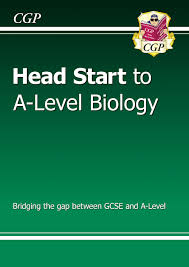 CGP
CGP
Head Start to
A-Level Biology
Bridging the gap between GCSE and A-Level